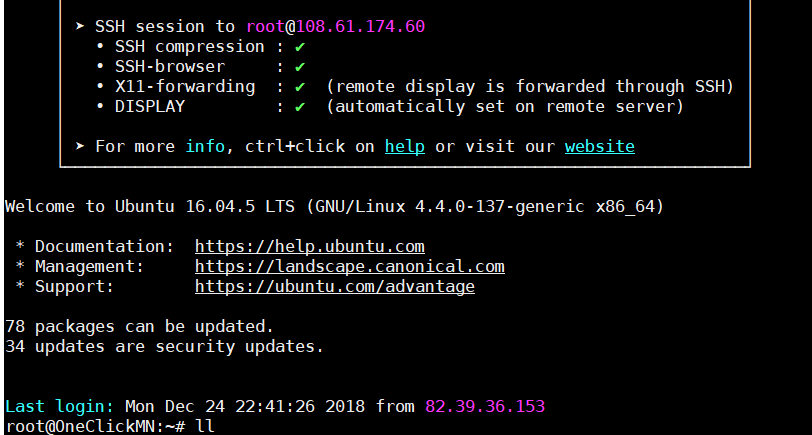 ➤ SSH session to root@108.61.174.60
• SSH compression : ✔
• SSH-browser     : ✔
• X11-forwarding  : ✔  (remote display is forwarded through SSH)
• DISPLAY         : ✔  (automatically set on remote server)
➤ For more info, ctrl+click on help or visit our website
Welcome to Ubuntu 16.04.5 LTS (GNU/Linux 4.4.0-137-generic x86_64)
* Documentation:  https://help.ubuntu.com
* Management:     https://landscape.canonical.com
* Support:        https://ubuntu.com/advantage
78 packages can be updated.
34 updates are security updates.
Last login: Mon Dec 24 22:41:26 2018 from 82.39.36.153
root@OneClickMN:~# ll